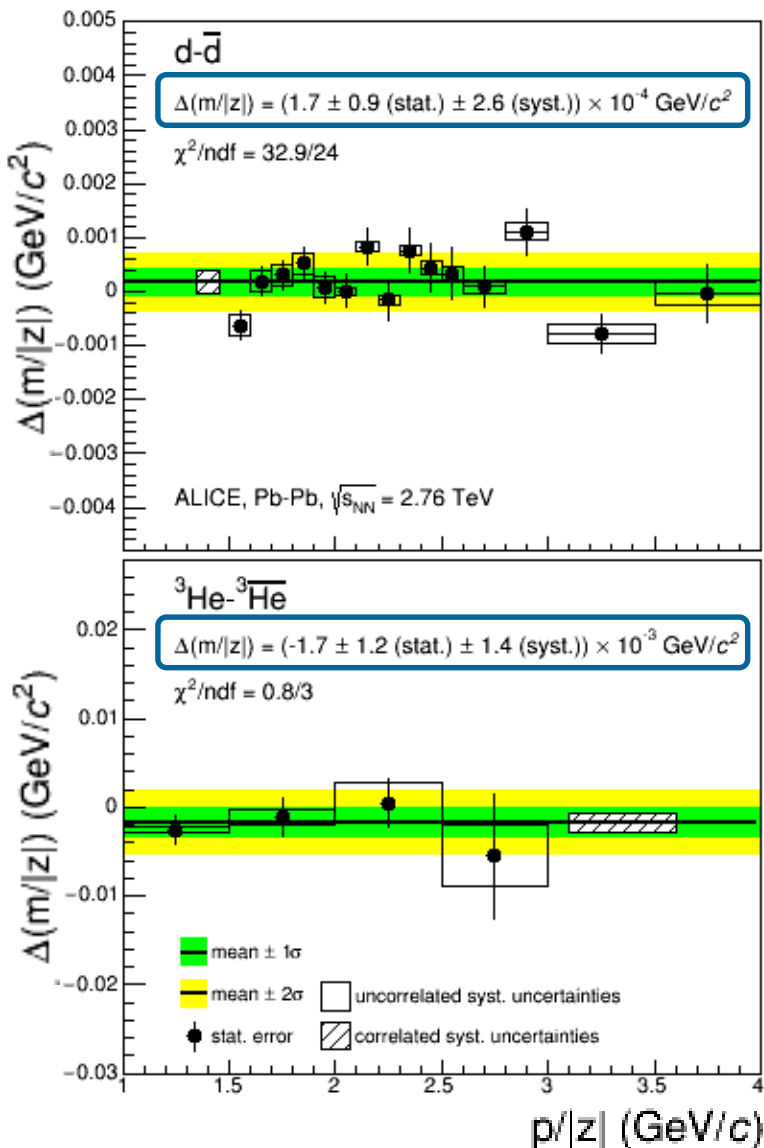 0.005
d-d̅
0.004
Δ(m/|z|) = (1.7 ± 0.9 (stat.) ± 2.6 (syst.)) × 10⁻⁴ GeV/c²
0.003
χ²/ndf = 32.9/24
0.002
0.001
0
−0.001
−0.002
−0.003
−0.004
Δ(m/|z|) (GeV/c²)
ALICE, Pb-Pb, √s_NN = 2.76 TeV
³He-³H̅e̅
0.02
Δ(m/|z|) = (-1.7 ± 1.2 (stat.) ± 1.4 (syst.)) × 10⁻³ GeV/c²
χ²/ndf = 0.8/3
0.01
0
−0.01
−0.02
−0.03
Δ(m/|z|) (GeV/c²)
mean ± 1σ
mean ± 2σ
uncorrelated syst. uncertainties
stat. error
correlated syst. uncertainties
1 1.5 2 2.5 3 3.5 4
p/|z| (GeV/c)